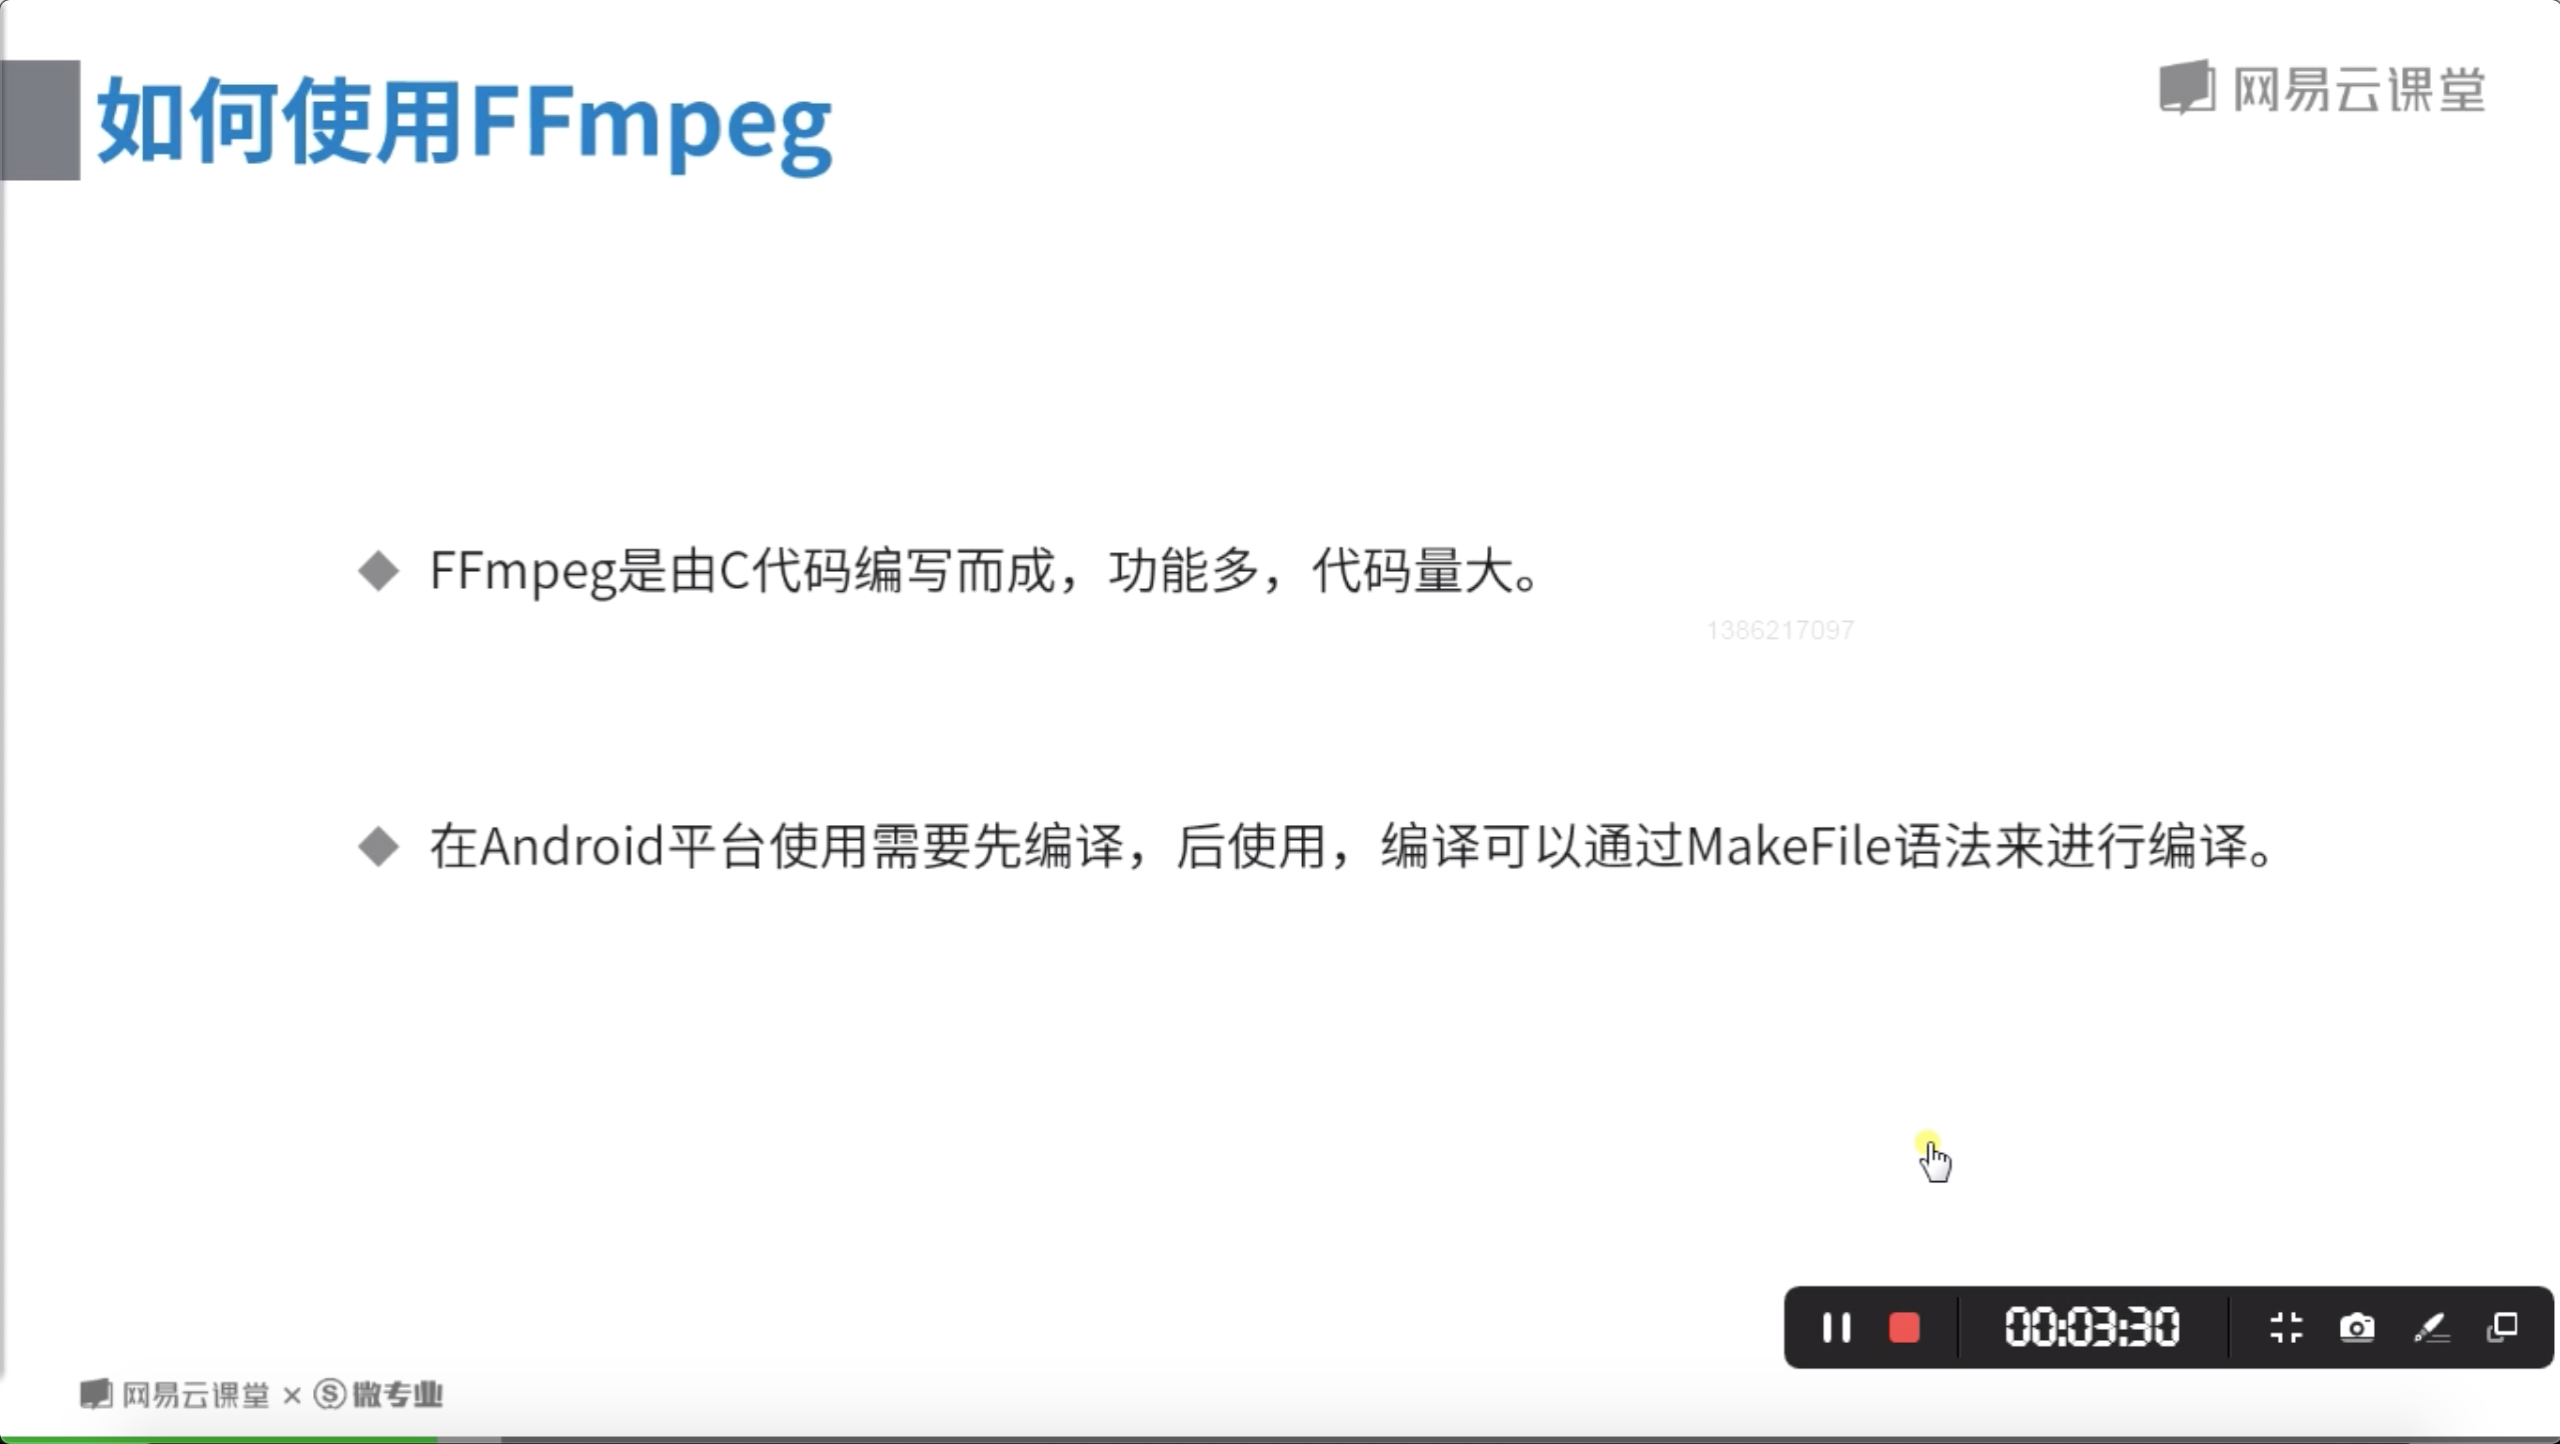 如何使用FFmpeg
网易云课堂
FFmpeg是由C代码编写而成，功能多，代码量大。
1386217097
在Android平台使用需要先编译，后使用，编译可以通过MakeFile语法来进行编译。
00:03:30
网易云课堂 × Ⓢ微专业